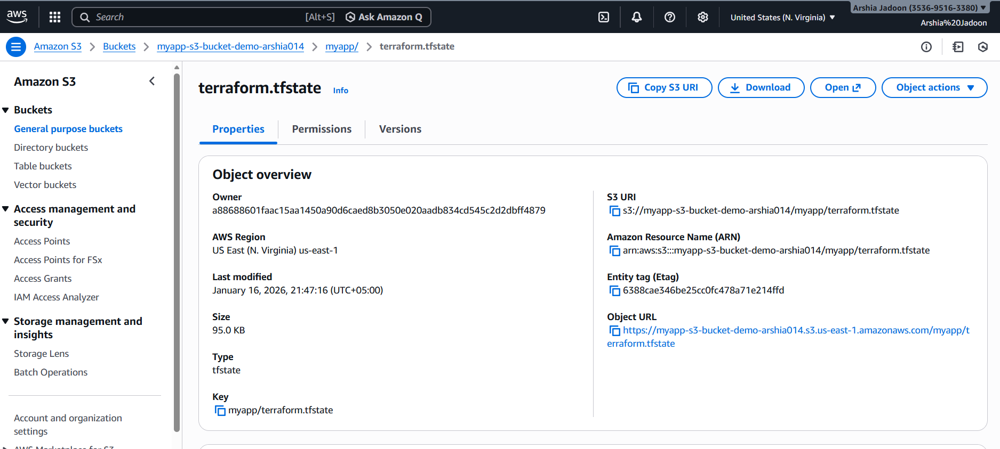 aws
Search
[Alt+S]
Ask Amazon Q
United States (N. Virginia) ▼
Arshia Jadoon (3536-9516-3380) ▼
Arshia%20Jadoon
Amazon S3 > Buckets > myapp-s3-bucket-demo-arshia014 > myapp/ > terraform.tfstate
Amazon S3
Buckets
General purpose buckets
Directory buckets
Table buckets
Vector buckets
Access management and
security
Access Points
Access Points for FSx
Access Grants
IAM Access Analyzer
Storage management and
insights
Storage Lens
Batch Operations
Account and organization
settings
AWS Marketplace for S3
terraform.tfstate Info
Copy S3 URI
Download
Open
Object actions ▼
Properties
Permissions
Versions
Object overview
Owner
a88688601faac15aa1450a90d6caed8b3050e020aadb834cd545c2d2dbff4879
AWS Region
US East (N. Virginia) us-east-1
Last modified
January 16, 2026, 21:47:16 (UTC+05:00)
Size
95.0 KB
Type
tfstate
Key
myapp/terraform.tfstate
S3 URI
s3://myapp-s3-bucket-demo-arshia014/myapp/terraform.tfstate
Amazon Resource Name (ARN)
arn:aws:s3:::myapp-s3-bucket-demo-arshia014/myapp/terraform.tfstate
Entity tag (Etag)
6388cae346be25cc0fc478a71e214ffd
Object URL
https://myapp-s3-bucket-demo-arshia014.s3.us-east-1.amazonaws.com/myapp/t
erraform.tfstate